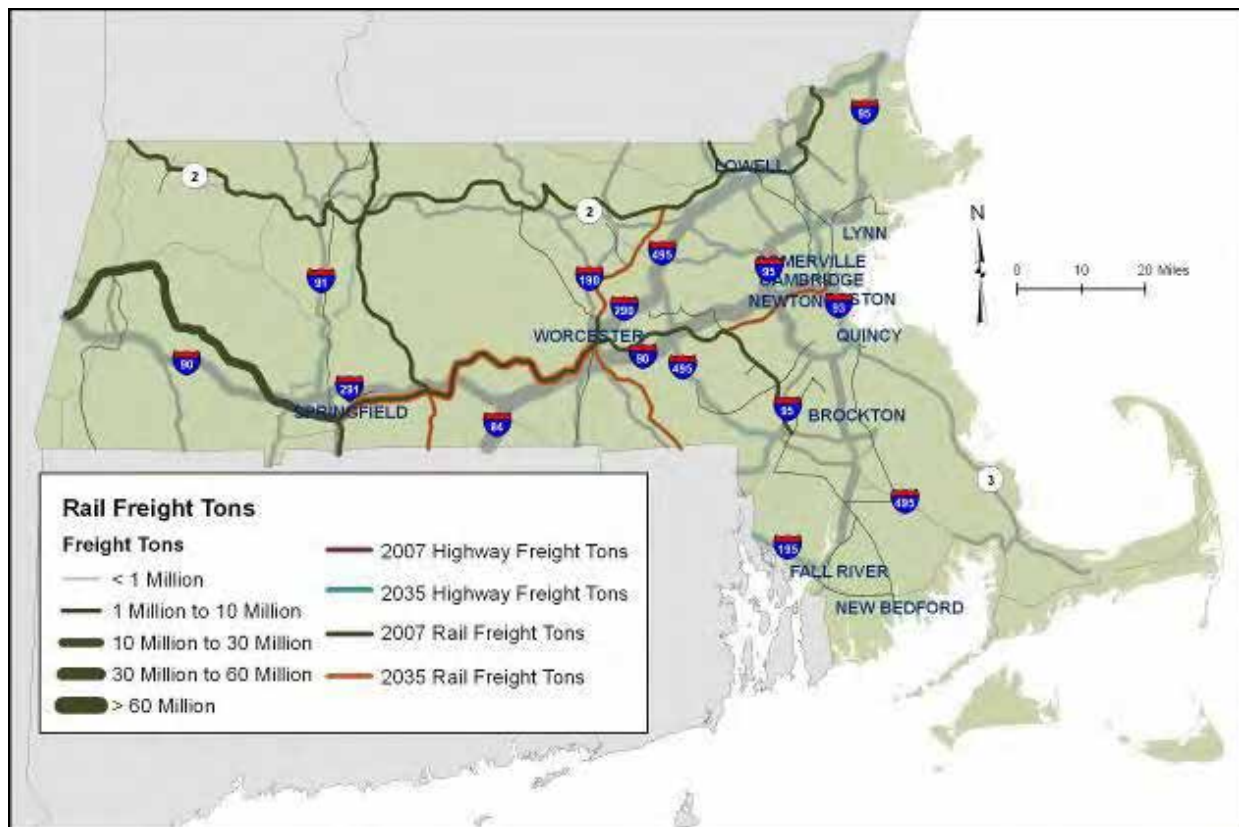 95
LOWELL
2
2
N
LYNN
495
95
SOMERVILLE
CAMBRIDGE
0 10 20 Miles
91
190
290
NEWTON
93
WORCESTER
QUINCY
90
90
495
291
SPRINGFIELD
95
BROCKTON
84
3
495
195
FALL RIVER
NEW BEDFORD
Rail Freight Tons
Freight Tons
< 1 Million
1 Million to 10 Million
10 Million to 30 Million
30 Million to 60 Million
> 60 Million
2007 Highway Freight Tons
2035 Highway Freight Tons
2007 Rail Freight Tons
2035 Rail Freight Tons